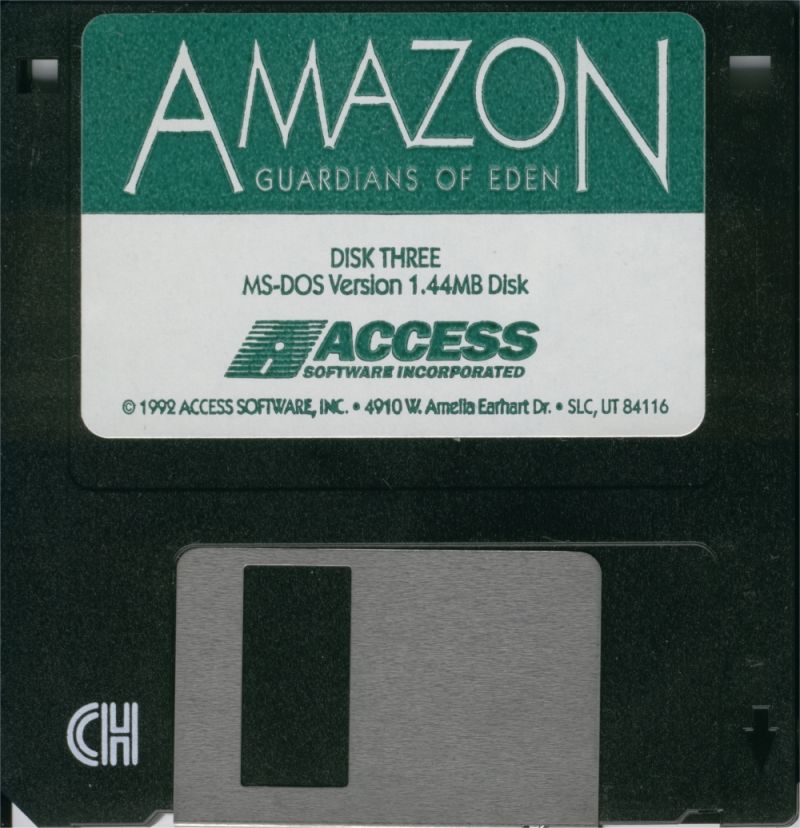 AMAZON
GUARDIANS OF EDEN
DISK THREE
MS-DOS Version 1.44MB Disk
ACCESS
SOFTWARE INCORPORATED
© 1992 ACCESS SOFTWARE, INC. • 4910 W. Amelia Earhart Dr. • SLC, UT 84116
CH